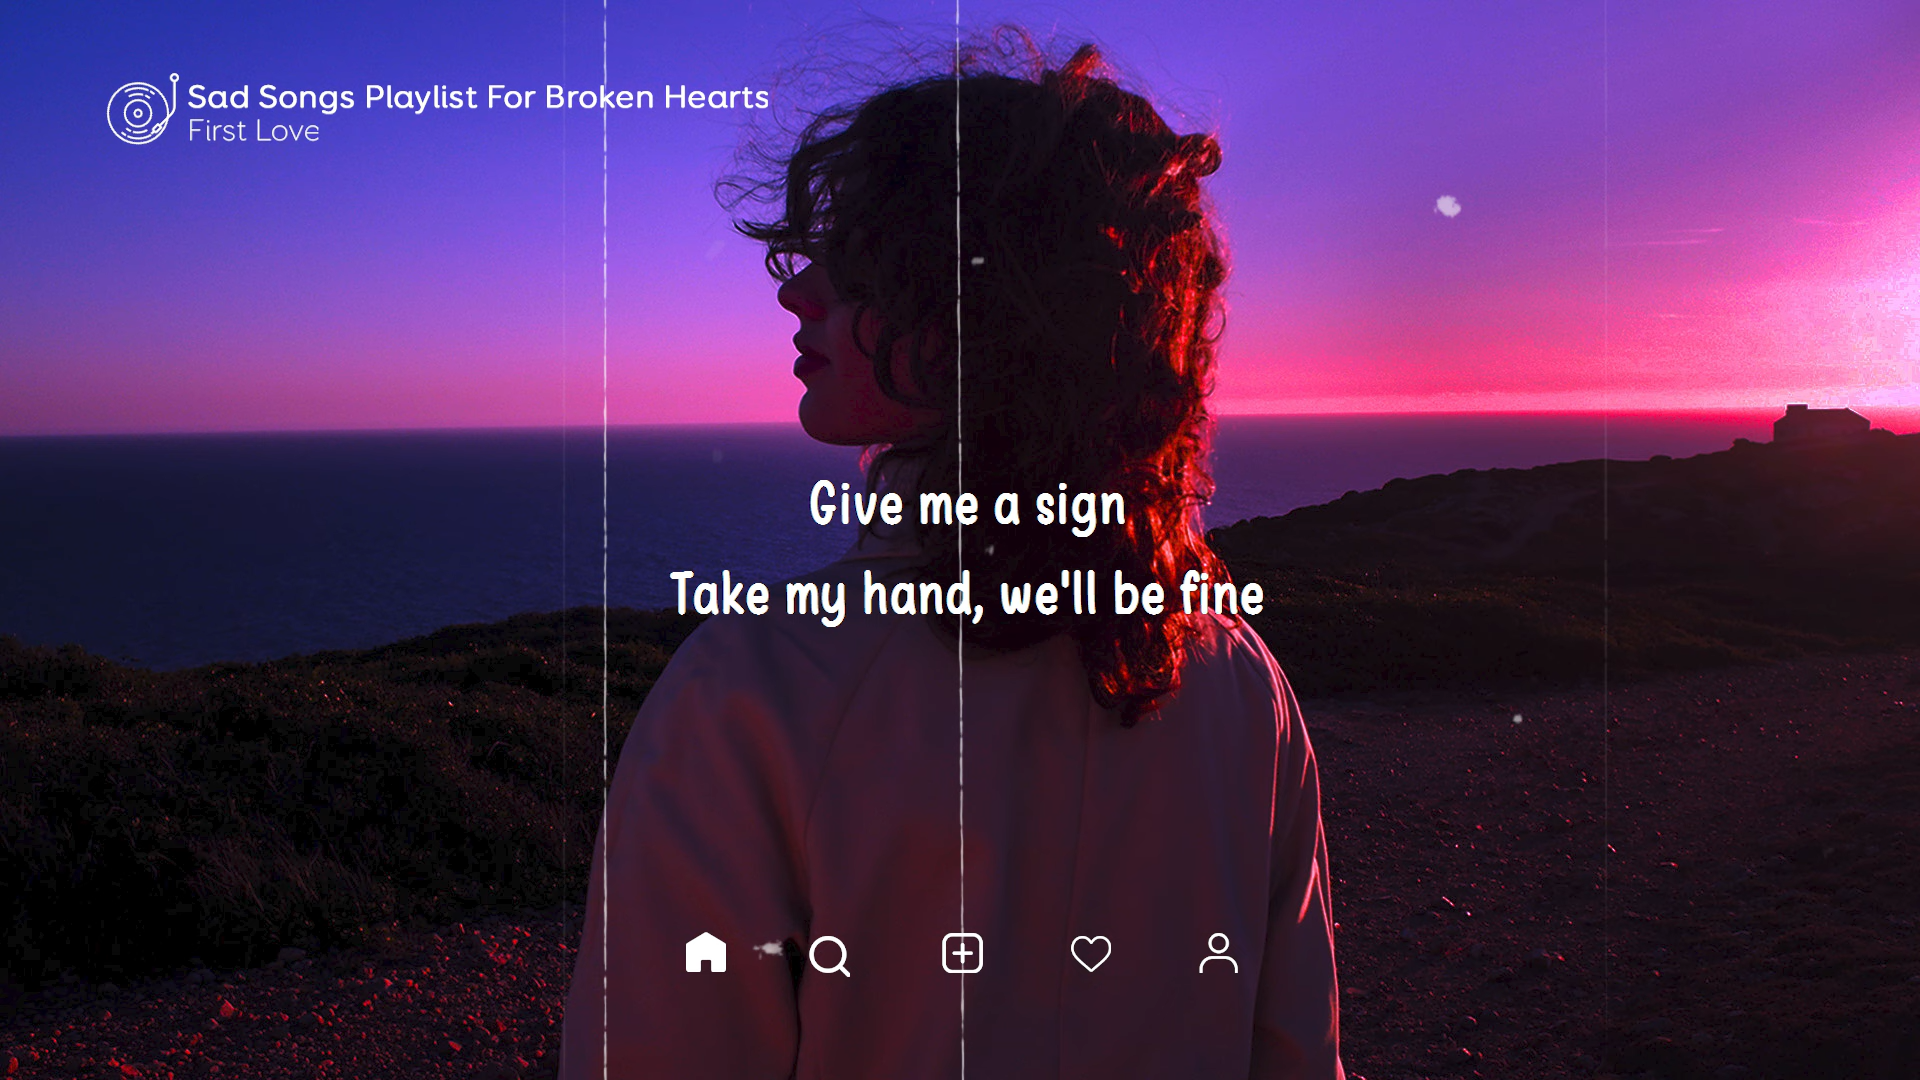 Sad Songs Playlist For Broken Hearts
First Love
Give me a sign
Take my hand, we'll be fine